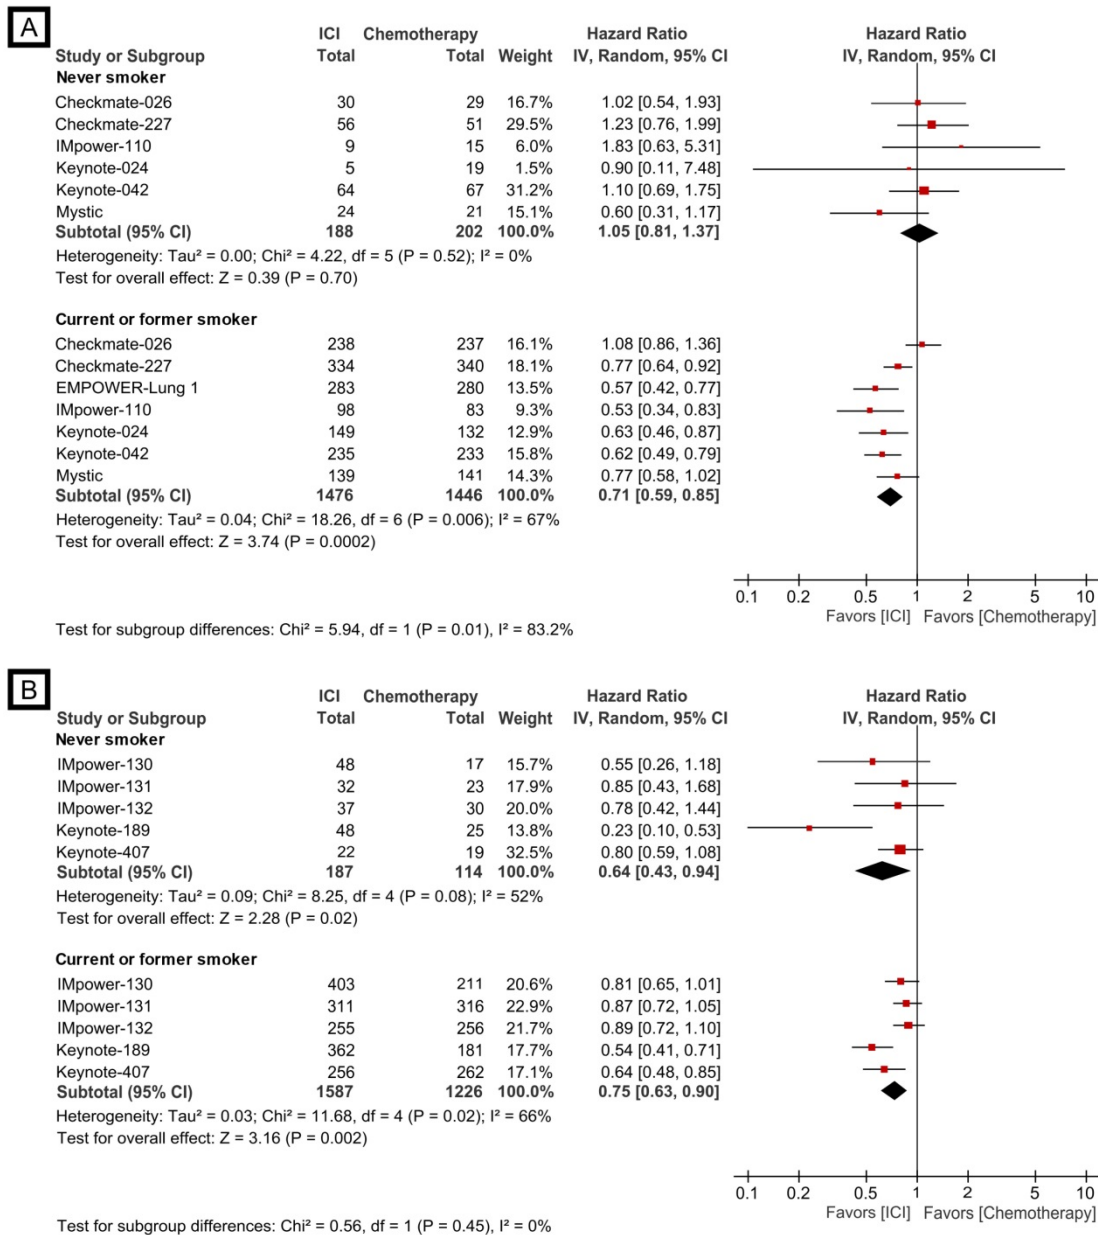 A
ICI Chemotherapy Hazard Ratio Hazard Ratio
Study or Subgroup Total Total Weight IV, Random, 95% CI IV, Random, 95% CI
Never smoker
Checkmate-026 30 29 16.7% 1.02 [0.54, 1.93]
Checkmate-227 56 51 29.5% 1.23 [0.76, 1.99]
IMpower-110 9 15 6.0% 1.83 [0.63, 5.31]
Keynote-024 5 19 1.5% 0.90 [0.11, 7.48]
Keynote-042 64 67 31.2% 1.10 [0.69, 1.75]
Mystic 24 21 15.1% 0.60 [0.31, 1.17]
Subtotal (95% CI) 188 202 100.0% 1.05 [0.81, 1.37]
Heterogeneity: Tau² = 0.00; Chi² = 4.22, df = 5 (P = 0.52); I² = 0%
Test for overall effect: Z = 0.39 (P = 0.70)
Current or former smoker
Checkmate-026 238 237 16.1% 1.08 [0.86, 1.36]
Checkmate-227 334 340 18.1% 0.77 [0.64, 0.92]
EMPOWER-Lung 1 283 280 13.5% 0.57 [0.42, 0.77]
IMpower-110 98 83 9.3% 0.53 [0.34, 0.83]
Keynote-024 149 132 12.9% 0.63 [0.46, 0.87]
Keynote-042 235 233 15.8% 0.62 [0.49, 0.79]
Mystic 139 141 14.3% 0.77 [0.58, 1.02]
Subtotal (95% CI) 1476 1446 100.0% 0.71 [0.59, 0.85]
Heterogeneity: Tau² = 0.04; Chi² = 18.26, df = 6 (P = 0.006); I² = 67%
Test for overall effect: Z = 3.74 (P = 0.0002)
0.1 0.2 0.5 1 2 5 10
Favors [ICI] Favors [Chemotherapy]
Test for subgroup differences: Chi² = 5.94, df = 1 (P = 0.01), I² = 83.2%
B
ICI Chemotherapy Hazard Ratio Hazard Ratio
Study or Subgroup Total Total Weight IV, Random, 95% CI IV, Random, 95% CI
Never smoker
IMpower-130 48 17 15.7% 0.55 [0.26, 1.18]
IMpower-131 32 23 17.9% 0.85 [0.43, 1.68]
IMpower-132 37 30 20.0% 0.78 [0.42, 1.44]
Keynote-189 48 25 13.8% 0.23 [0.10, 0.53]
Keynote-407 22 19 32.5% 0.80 [0.59, 1.08]
Subtotal (95% CI) 187 114 100.0% 0.64 [0.43, 0.94]
Heterogeneity: Tau² = 0.09; Chi² = 8.25, df = 4 (P = 0.08); I² = 52%
Test for overall effect: Z = 2.28 (P = 0.02)
Current or former smoker
IMpower-130 403 211 20.6% 0.81 [0.65, 1.01]
IMpower-131 311 316 22.9% 0.87 [0.72, 1.05]
IMpower-132 255 256 21.7% 0.89 [0.72, 1.10]
Keynote-189 362 181 17.7% 0.54 [0.41, 0.71]
Keynote-407 256 262 17.1% 0.64 [0.48, 0.85]
Subtotal (95% CI) 1587 1226 100.0% 0.75 [0.63, 0.90]
Heterogeneity: Tau² = 0.03; Chi² = 11.68, df = 4 (P = 0.02); I² = 66%
Test for overall effect: Z = 3.16 (P = 0.002)
0.1 0.2 0.5 1 2 5 10
Favors [ICI] Favors [Chemotherapy]
Test for subgroup differences: Chi² = 0.56, df = 1 (P = 0.45), I² = 0%